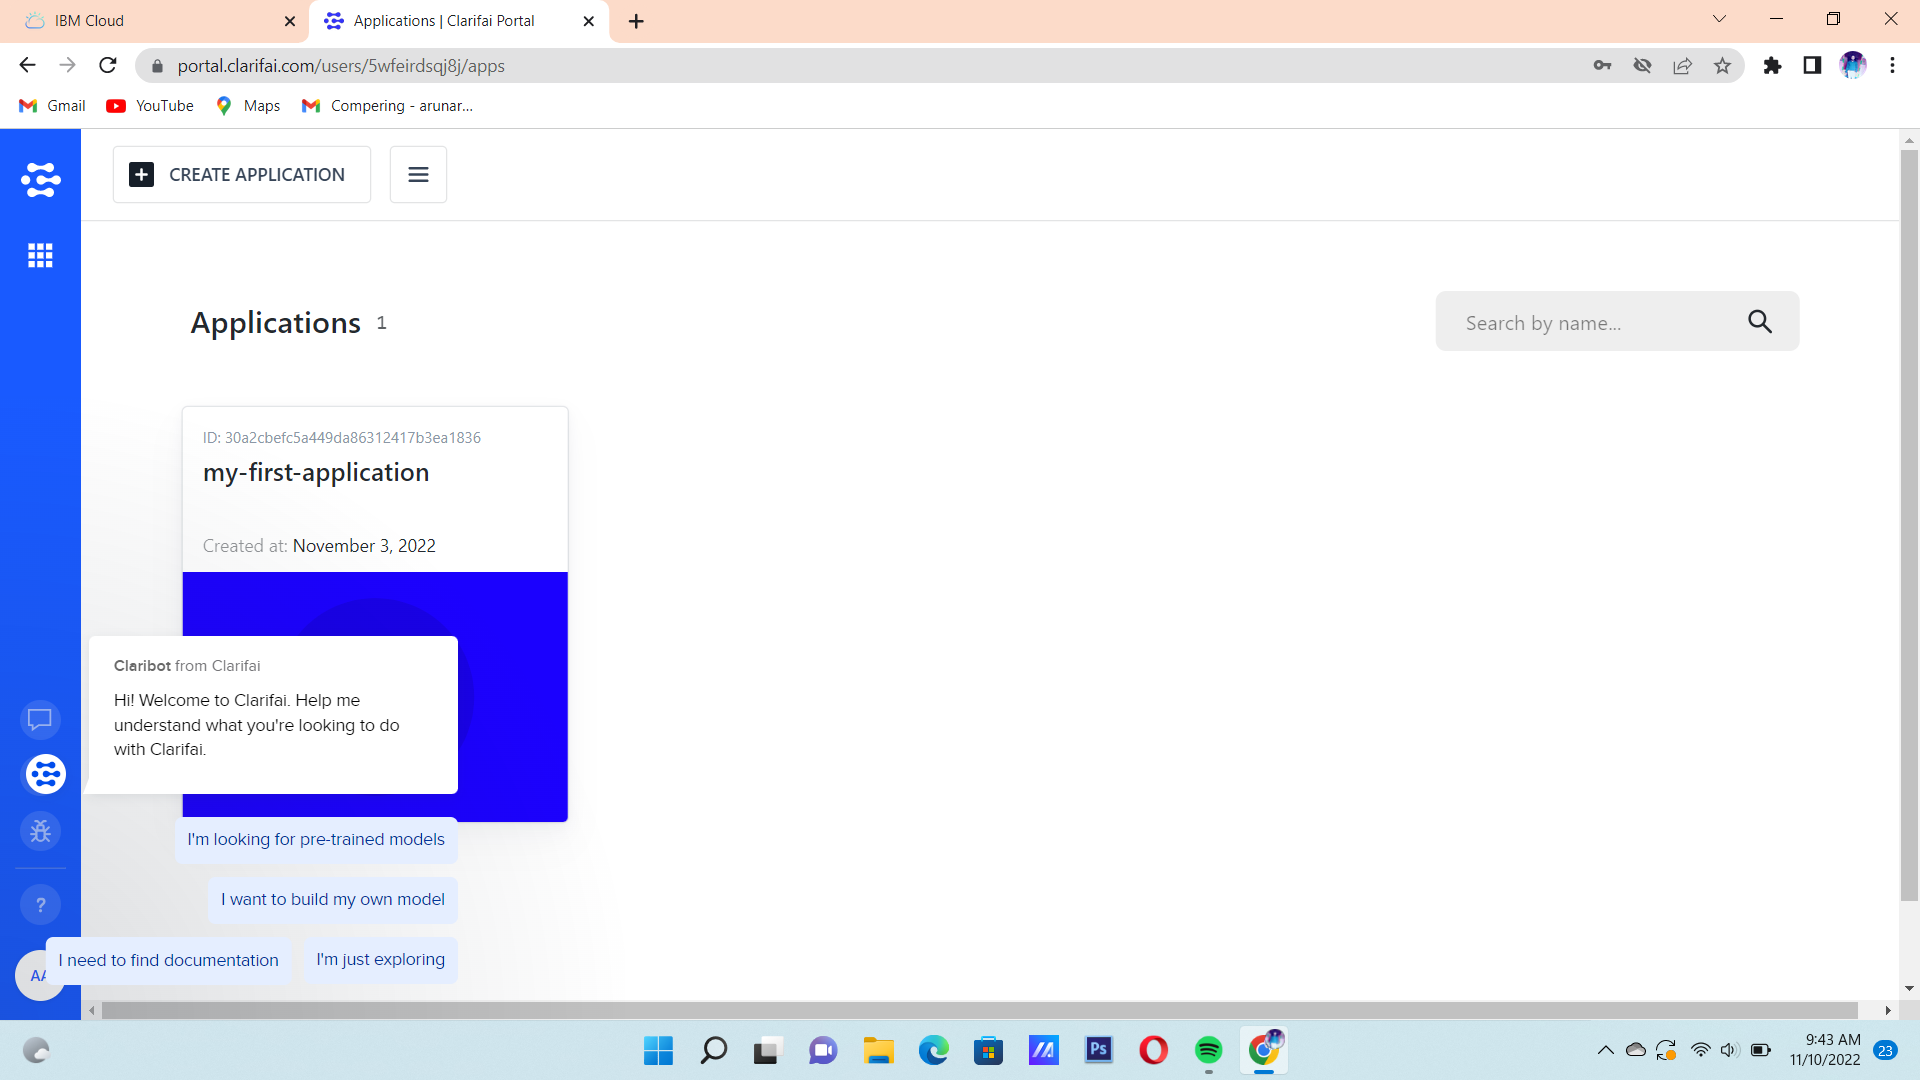 IBM Cloud
Applications | Clarifai Portal
portal.clarifai.com/users/5wfeirdsqj8j/apps
Gmail
YouTube
Maps
Compering - arunar...
CREATE APPLICATION
Applications 1
Search by name...
ID: 30a2cbefc5a449da86312417b3ea1836
my-first-application
Created at: November 3, 2022
Claribot from Clarifai
Hi! Welcome to Clarifai. Help me
understand what you're looking to do
with Clarifai.
I'm looking for pre-trained models
I want to build my own model
?
AA
I need to find documentation
I'm just exploring
Ps
9:43 AM
11/10/2022
23